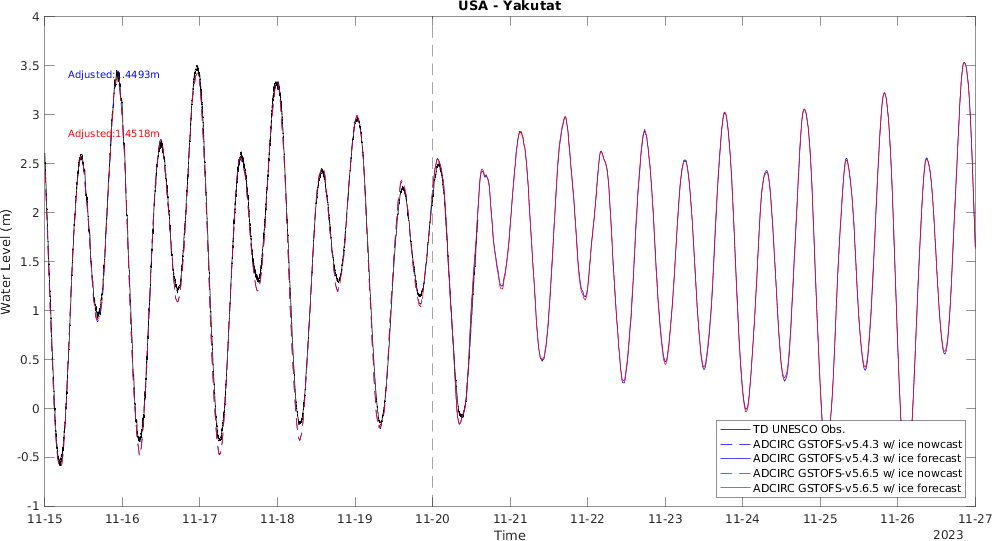 USA - Yakutat
4
3.5
3
2.5
2
1.5
1
0.5
0
-0.5
-1
Water Level (m)
Adjusted:1.4493m
Adjusted:1.4518m
TD UNESCO Obs.
ADCIRC GSTOFS-v5.4.3 w/ ice nowcast
ADCIRC GSTOFS-v5.4.3 w/ ice forecast
ADCIRC GSTOFS-v5.6.5 w/ ice nowcast
ADCIRC GSTOFS-v5.6.5 w/ ice forecast
11-15 11-16 11-17 11-18 11-19 11-20 11-21 11-22 11-23 11-24 11-25 11-26 11-27
Time 2023